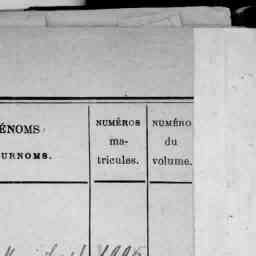 ÉNOMS
URNOMS.
NUMÉROS
ma-
tricules.
NUMÉRO
du
volume.